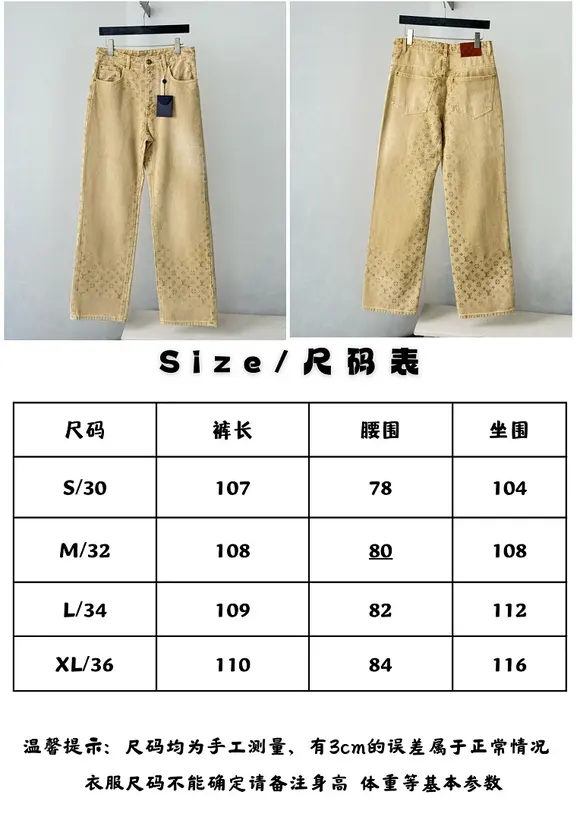 Size/尺码表
尺码 裤长 腰围 坐围
S/30 107 78 104
M/32 108 80 108
L/34 109 82 112
XL/36 110 84 116
温馨提示：尺码均为手工测量、有3cm的误差属于正常情况
衣服尺码不能确定请备注身高 体重等基本参数